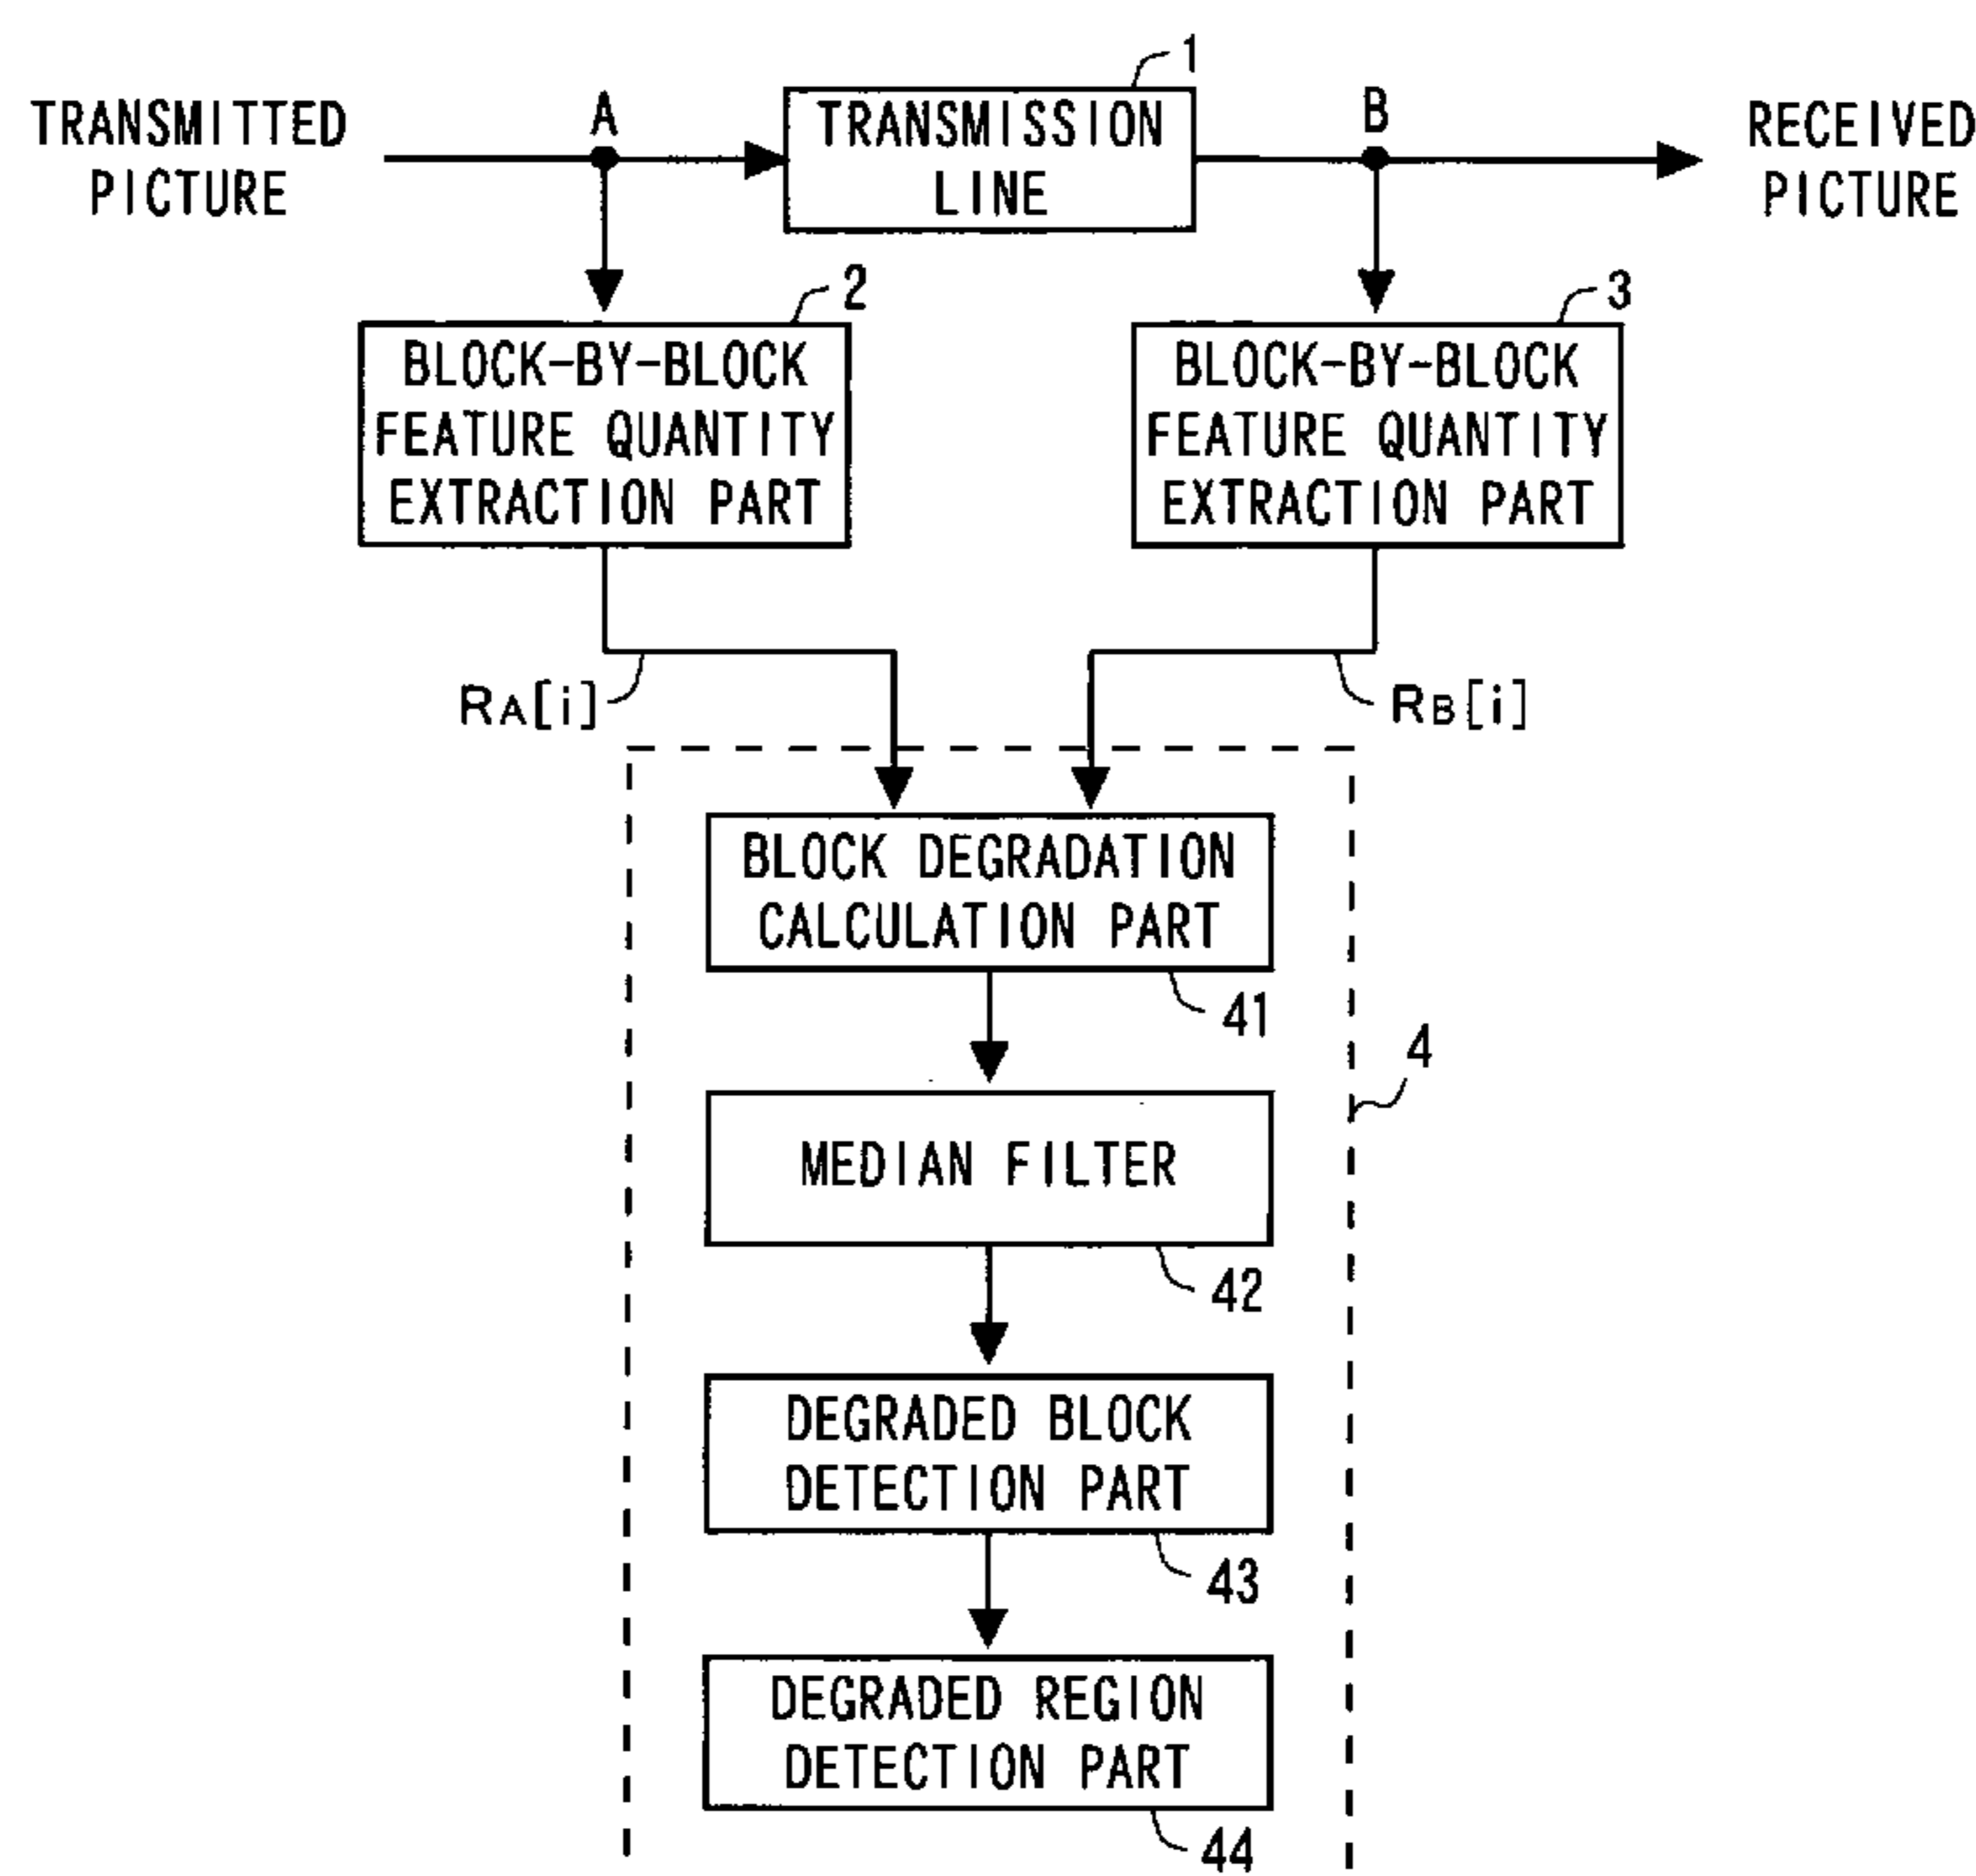 1
TRANSMITTED
PICTURE
A
TRANSMISSION
LINE
B
RECEIVED
PICTURE
2
BLOCK-BY-BLOCK
FEATURE QUANTITY
EXTRACTION PART
3
BLOCK-BY-BLOCK
FEATURE QUANTITY
EXTRACTION PART
RA[i]
RB[i]
BLOCK DEGRADATION
CALCULATION PART
41
4
MEDIAN FILTER
42
DEGRADED BLOCK
DETECTION PART
43
DEGRADED REGION
DETECTION PART
44